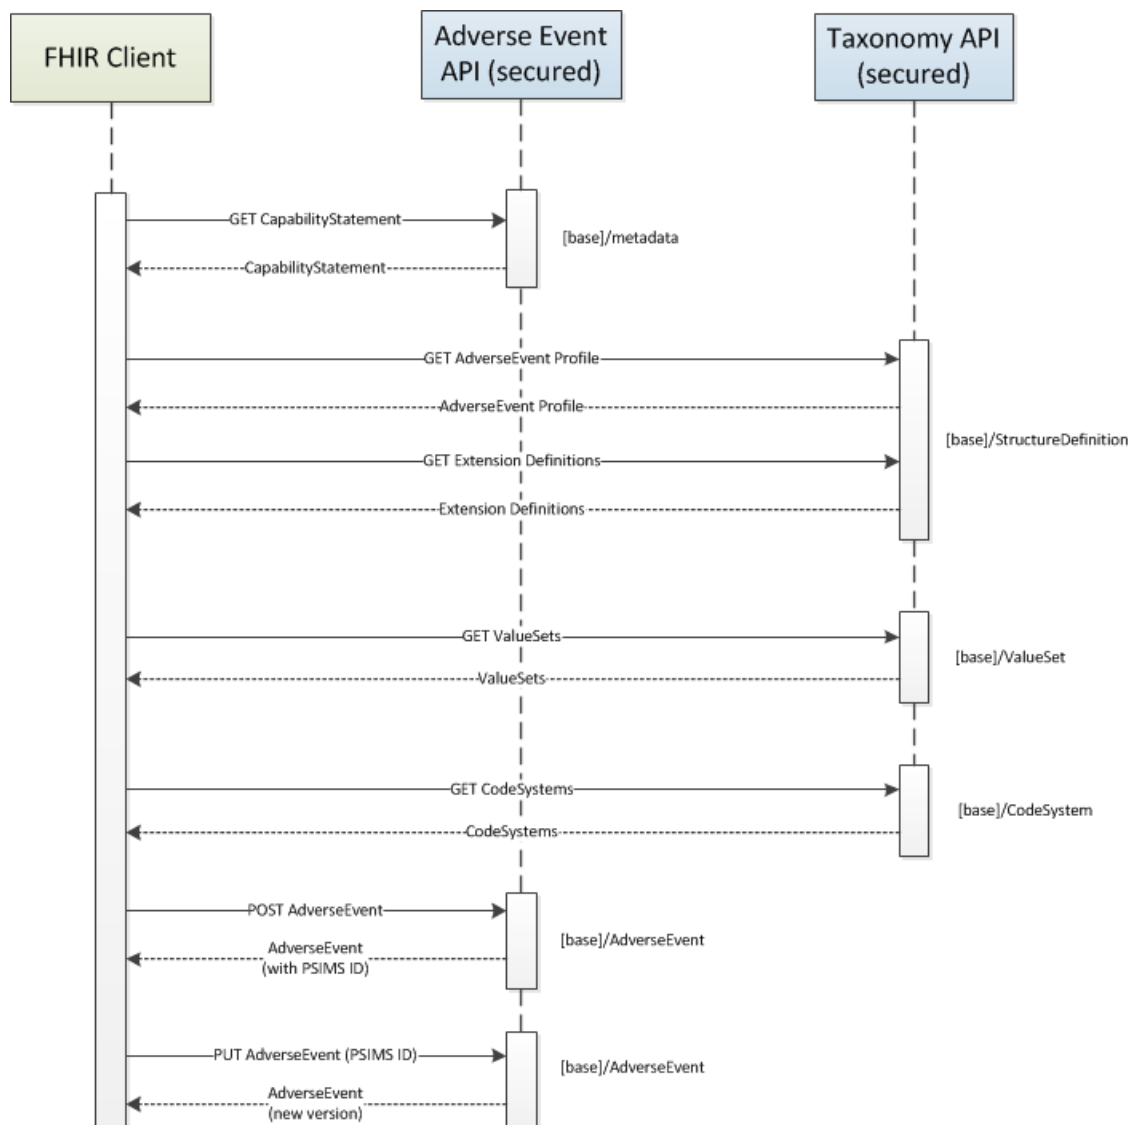 FHIR Client
Adverse Event
API (secured)
Taxonomy API
(secured)
GET CapabilityStatement
[base]/metadata
CapabilityStatement
GET AdverseEvent Profile
AdverseEvent Profile
[base]/StructureDefinition
GET Extension Definitions
Extension Definitions
GET ValueSets
[base]/ValueSet
ValueSets
GET CodeSystems
[base]/CodeSystem
CodeSystems
POST AdverseEvent
[base]/AdverseEvent
AdverseEvent
(with PSIMS ID)
PUT AdverseEvent (PSIMS ID)
[base]/AdverseEvent
AdverseEvent
(new version)